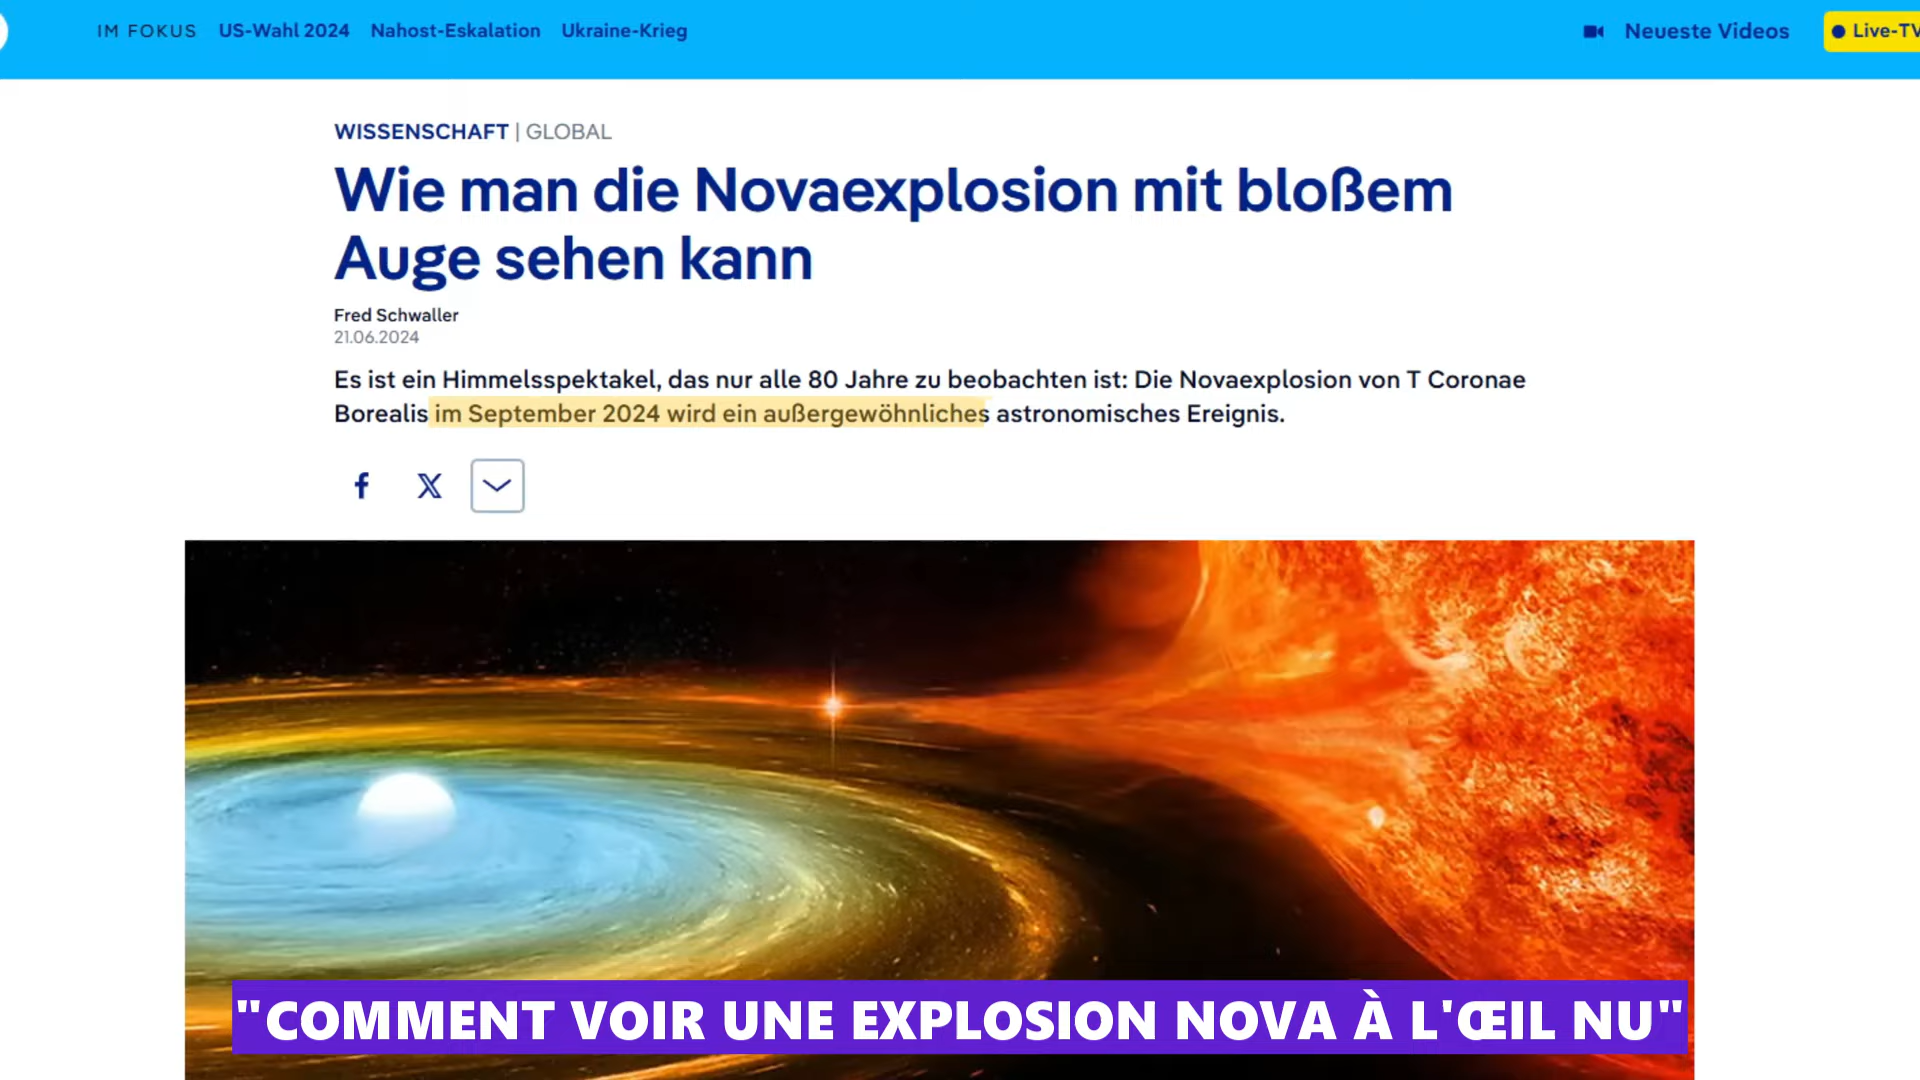 IM FOKUS US-Wahl 2024 Nahost-Eskalation Ukraine-Krieg Neueste Videos Live-TV
WISSENSCHAFT | GLOBAL
Wie man die Novaexplosion mit bloßem
Auge sehen kann
Fred Schwaller
21.06.2024
Es ist ein Himmelsspektakel, das nur alle 80 Jahre zu beobachten ist: Die Novaexplosion von T Coronae
Borealis im September 2024 wird ein außergewöhnliches astronomisches Ereignis.
"COMMENT VOIR UNE EXPLOSION NOVA À L'ŒIL NU"